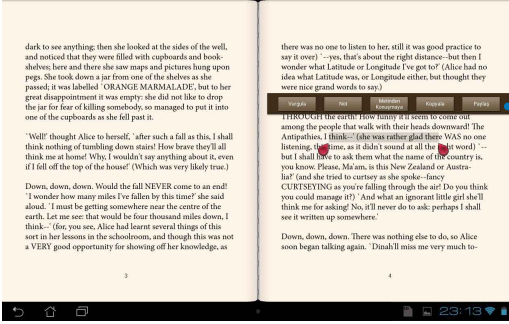 dark to see anything; then she looked at the sides of the well,
and noticed that they were filled with cupboards and book-
shelves; here and there she saw maps and pictures hung upon
pegs. She took down a jar from one of the shelves as she
passed; it was labelled `ORANGE MARMALADE', but to her
great disappointment it was empty: she did not like to drop
the jar for fear of killing somebody, so managed to put it into
one of the cupboards as she fell past it.
`Well!' thought Alice to herself, `after such a fall as this, I shall
think nothing of tumbling down stairs! How brave they'll all
think me at home! Why, I wouldn't say anything about it, even
if I fell off the top of the house!' (Which was very likely true.)
Down, down, down. Would the fall NEVER come to an end!
`I wonder how many miles I've fallen by this time?' she said
aloud. `I must be getting somewhere near the centre of the
earth. Let me see: that would be four thousand miles down, I
think--' (for, you see, Alice had learnt several things of this
sort in her lessons in the schoolroom, and though this was not
a VERY good opportunity for showing off her knowledge, as
3
there was no one to listen to her, still it was good practice to
say it over) `--yes, that's about the right distance--but then I
wonder what Latitude or Longitude I've got to?' (Alice had no
idea what Latitude was, or Longitude either, but thought they
were nice grand words to say.)
Vurgula Not Metinden Konuşmaya Kopyala Paylaş
THROUGH the earth! How funny it'll seem to come out
among the people that walk with their heads downward! The
Antipathies, I think--' (she was rather glad there WAS no one
listening, this time, as it didn't sound at all the right word) `--
but I shall have to ask them what the name of the country is,
you know. Please, Ma'am, is this New Zealand or Austra-
lia?' (and she tried to curtsey as she spoke--fancy
CURTSEYING as you're falling through the air! Do you think
you could manage it?) `And what an ignorant little girl she'll
think me for asking! No, it'll never do to ask: perhaps I shall
see it written up somewhere.'
Down, down, down. There was nothing else to do, so Alice
soon began talking again. `Dinah'll miss me very much to-
4
23:13